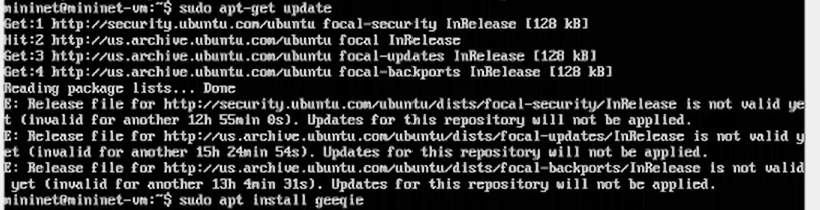 mininet@mininet-vm:~$ sudo apt-get update
Get:1 http://security.ubuntu.com/ubuntu focal-security InRelease [128 kB]
Hit:2 http://us.archive.ubuntu.com/ubuntu focal InRelease
Get:3 http://us.archive.ubuntu.com/ubuntu focal-updates InRelease [128 kB]
Get:4 http://us.archive.ubuntu.com/ubuntu focal-backports InRelease [128 kB]
Reading package lists... Done
E: Release file for http://security.ubuntu.com/ubuntu/dists/focal-security/InRelease is not valid ye
t (invalid for another 12h 55min 0s). Updates for this repository will not be applied.
E: Release file for http://us.archive.ubuntu.com/ubuntu/dists/focal-updates/InRelease is not valid y
et (invalid for another 15h 24min 54s). Updates for this repository will not be applied.
E: Release file for http://us.archive.ubuntu.com/ubuntu/dists/focal-backports/InRelease is not valid
 yet (invalid for another 13h 4min 31s). Updates for this repository will not be applied.
mininet@mininet-vm:~$ sudo apt install geeqie